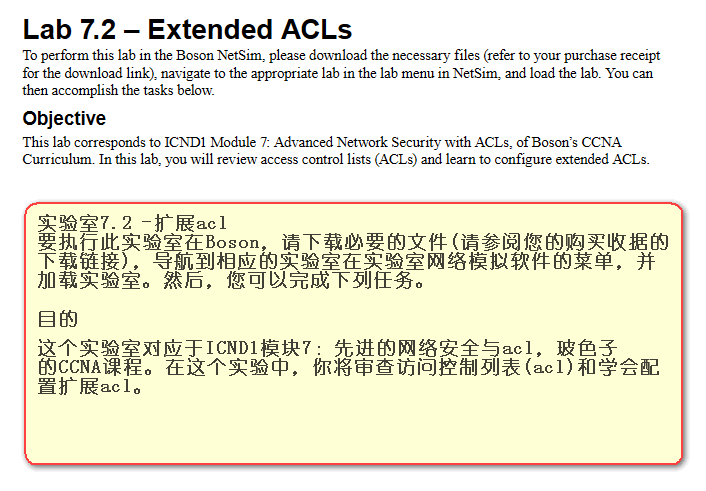 Lab 7.2 – Extended ACLs
To perform this lab in the Boson NetSim, please download the necessary files (refer to your purchase receipt
for the download link), navigate to the appropriate lab in the lab menu in NetSim, and load the lab. You can
then accomplish the tasks below.
Objective
This lab corresponds to ICND1 Module 7: Advanced Network Security with ACLs, of Boson’s CCNA
Curriculum. In this lab, you will review access control lists (ACLs) and learn to configure extended ACLs.
实验室7.2 -扩展acl
要执行此实验室在Boson，请下载必要的文件(请参阅您的购买收据的
下载链接)，导航到相应的实验室在实验室网络模拟软件的菜单，并
加载实验室。然后，您可以完成下列任务。
目的
这个实验室对应于ICND1模块7: 先进的网络安全与acl，玻色子
的CCNA课程。在这个实验中，你将审查访问控制列表(acl)和学会配
置扩展acl。